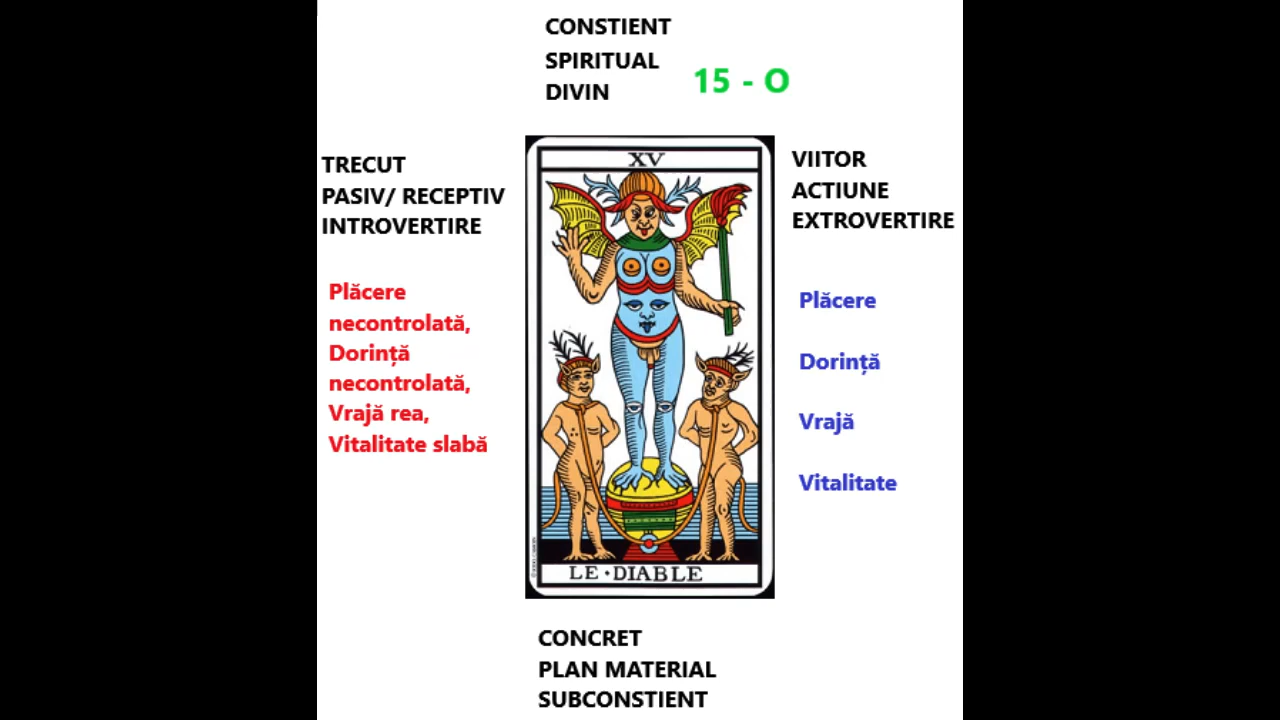 CONSTIENT
SPIRITUAL
DIVIN
15 - O
TRECUT
PASIV/ RECEPTIV
INTROVERTIRE
VIITOR
ACTIUNE
EXTROVERTIRE
XV
Plăcere
necontrolată,
Dorință
necontrolată,
Vrajă rea,
Vitalitate slabă
Plăcere
Dorință
Vrajă
Vitalitate
LE•DIABLE
CONCRET
PLAN MATERIAL
SUBCONSTIENT